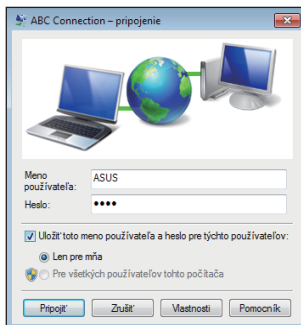 ABC Connection – pripojenie
Meno
používateľa:
ASUS
Heslo:
••••
Uložiť toto meno používateľa a heslo pre týchto používateľov:
Len pre mňa
Pre všetkých používateľov tohto počítača
Pripojiť
Zrušiť
Vlastnosti
Pomocník